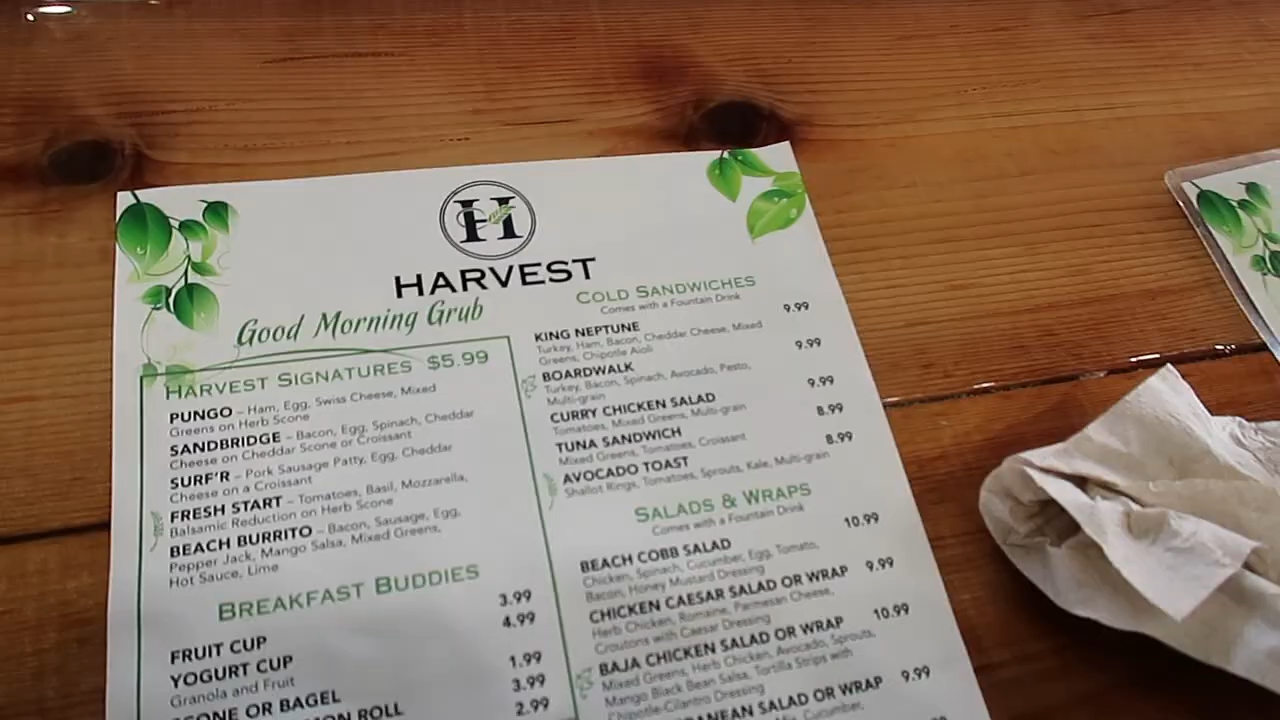 H
HARVEST
Good Morning Grub
HARVEST SIGNATURES $5.99
PUNGO – Ham, Egg, Swiss Cheese, Mixed
Greens on Herb Scone
SANDBRIDGE – Bacon, Egg, Spinach, Cheddar
Cheese on Cheddar Scone or Croissant
SURF'R – Pork Sausage Patty, Egg, Cheddar
Cheese on a Croissant
FRESH START – Tomatoes, Basil, Mozzarella,
Balsamic Reduction on Herb Scone
BEACH BURRITO – Bacon, Sausage, Egg,
Pepper Jack, Mango Salsa, Mixed Greens,
Hot Sauce, Lime
BREAKFAST BUDDIES
FRUIT CUP 3.99
YOGURT CUP 4.99
Granola and Fruit
SCONE OR BAGEL 1.99
ROLL 3.99
2.99
COLD SANDWICHES
Comes with a Fountain Drink
KING NEPTUNE 9.99
Turkey, Ham, Bacon, Cheddar Cheese, Mixed
Greens, Chipotle Aioli
BOARDWALK 9.99
Turkey, Bacon, Spinach, Avocado, Pesto,
Multi-grain
CURRY CHICKEN SALAD 9.99
Tomatoes, Mixed Greens, Multi-grain
TUNA SANDWICH 8.99
Mixed Greens, Tomatoes, Croissant
AVOCADO TOAST 8.99
Shallot Rings, Tomatoes, Sprouts, Kale, Multi-grain
SALADS & WRAPS
Comes with a Fountain Drink
BEACH COBB SALAD 10.99
Chicken, Spinach, Cucumber, Egg, Tomato,
Bacon, Honey Mustard Dressing
CHICKEN CAESAR SALAD OR WRAP 9.99
Herb Chicken, Romaine, Parmesan Cheese,
Croutons with Caesar Dressing
BAJA CHICKEN SALAD OR WRAP 10.99
Mixed Greens, Herb Chicken, Avocado, Sprouts,
Mango Black Bean Salsa, Tortilla Strips with
Chipotle-Cilantro Dressing
SALAD OR WRAP 9.99
Cucumber,